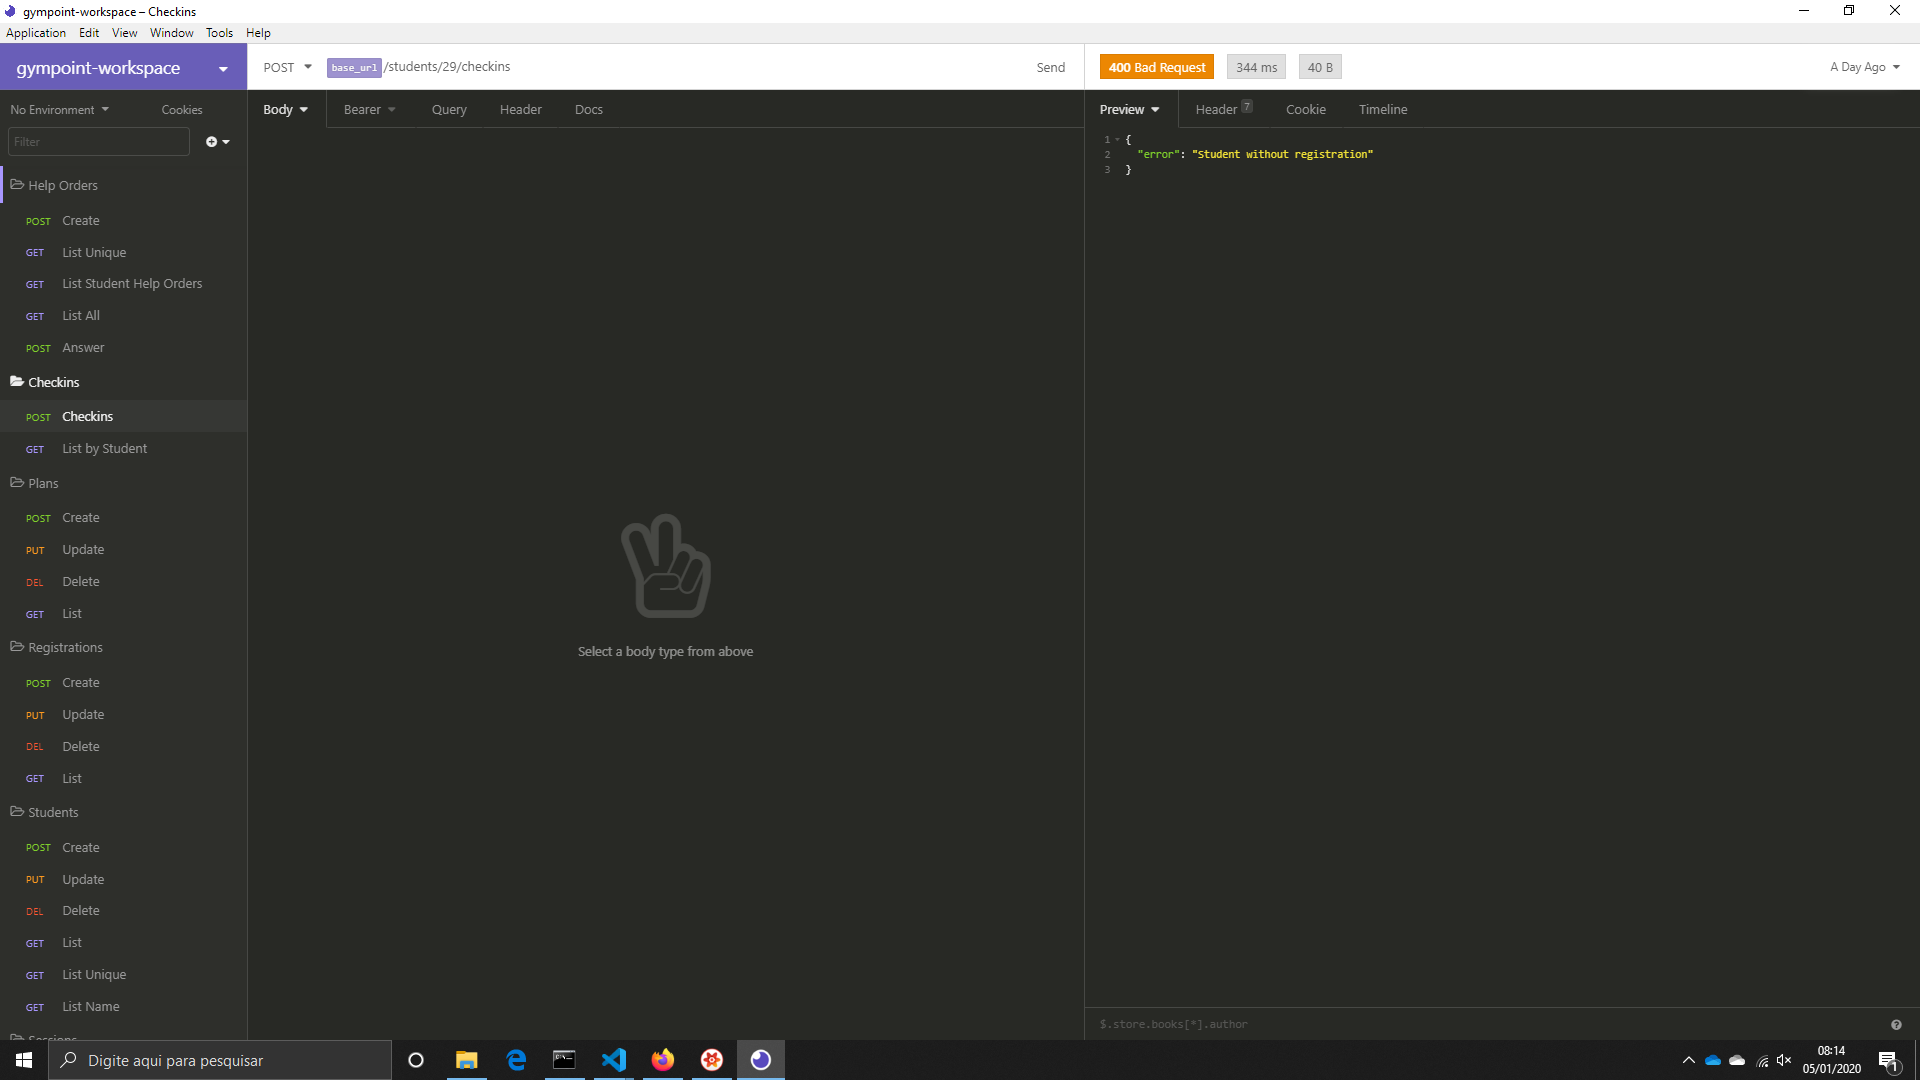 gympoint-workspace – Checkins
Application Edit View Window Tools Help
gympoint-workspace
No Environment Cookies
Filter
Help Orders
POST Create
GET List Unique
GET List Student Help Orders
GET List All
POST Answer
Checkins
POST Checkins
GET List by Student
Plans
POST Create
PUT Update
DEL Delete
GET List
Registrations
POST Create
PUT Update
DEL Delete
GET List
Students
POST Create
PUT Update
DEL Delete
GET List
GET List Unique
GET List Name
Sessions
POST base_url/students/29/checkins Send
Body Bearer Query Header Docs
Select a body type from above
400 Bad Request 344 ms 40 B A Day Ago
Preview Header 7 Cookie Timeline
1 {
2 "error": "Student without registration"
3 }
$.store.books[*].author
Digite aqui para pesquisar
08:14
05/01/2020
1